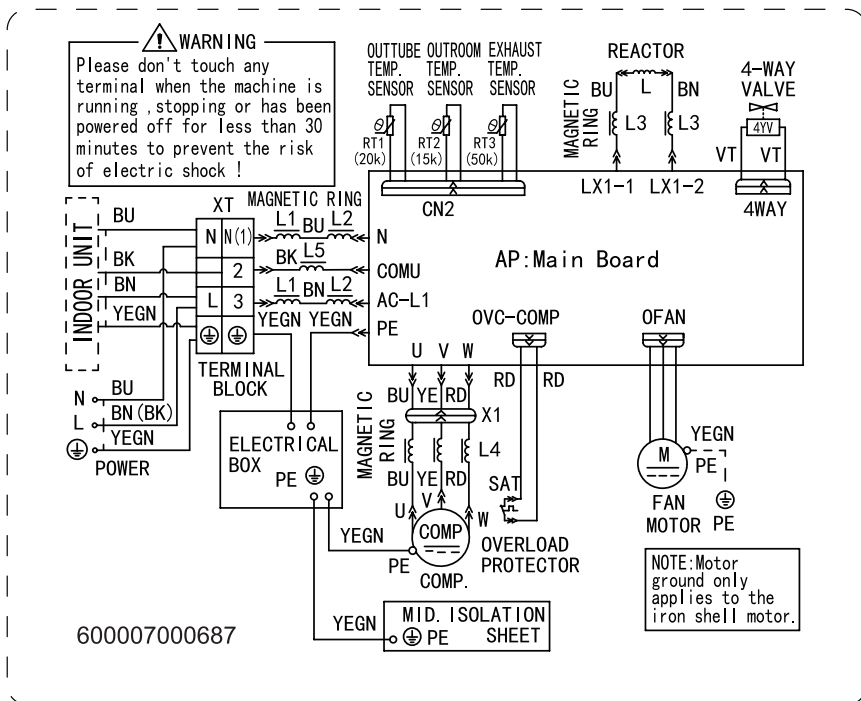 WARNING
Please don't touch any
terminal when the machine is
running ,stopping or has been
powered off for less than 30
minutes to prevent the risk
of electric shock !
OUTTUBE OUTROOM EXHAUST
TEMP. TEMP. TEMP.
SENSOR SENSOR SENSOR
RT1 RT2 RT3
(20k) (15k) (50k)
CN2
REACTOR
BU L BN
MAGNETIC RING
L3 L3
LX1-1 LX1-2
4-WAY
VALVE
4YV
VT VT
4WAY
INDOOR UNIT
BU
BK
BN
YEGN
XT
N N(1)
2
L 3
TERMINAL
BLOCK
MAGNETIC RING
L1 BU L2
BK L5
L1 BN L2
YEGN YEGN
N
COMU
AC-L1
PE
AP:Main Board
OVC-COMP
OFAN
U V W
N BU
L BN(BK)
YEGN
POWER
ELECTRICAL
BOX
PE
MAGNETIC RING
BU YE RD
X1
L4
BU YE RD
U V W
COMP
PE
COMP.
YEGN
RD RD
SAT
OVERLOAD
PROTECTOR
M
YEGN
PE
FAN
MOTOR PE
NOTE:Motor
ground only
applies to the
iron shell motor.
YEGN
MID. ISOLATION
PE SHEET
600007000687